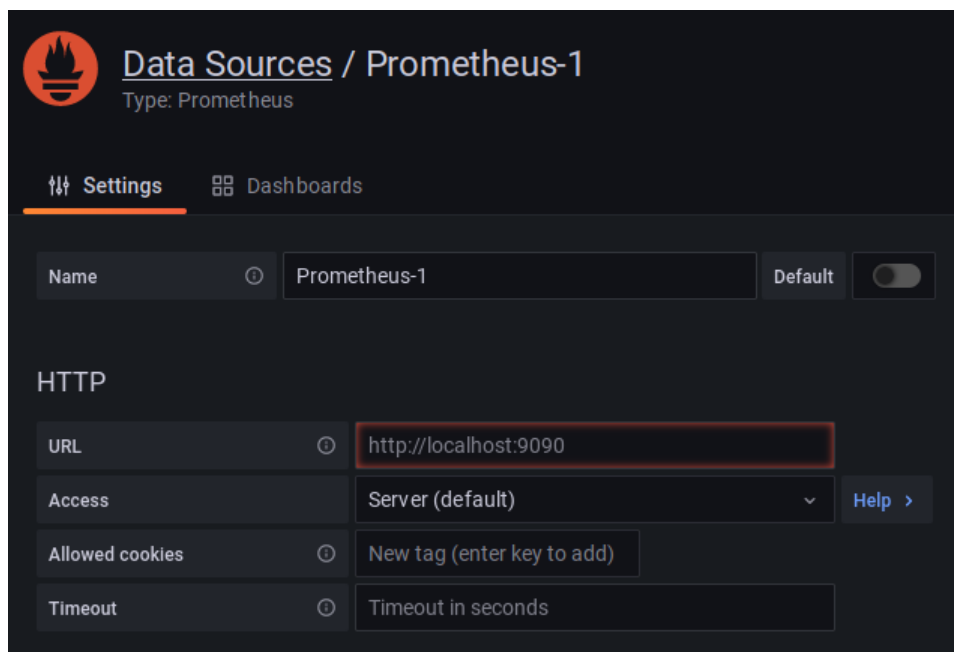 Data Sources / Prometheus-1
Type: Prometheus
Settings Dashboards
Name Prometheus-1 Default
HTTP
URL http://localhost:9090
Access Server (default) Help >
Allowed cookies New tag (enter key to add)
Timeout Timeout in seconds